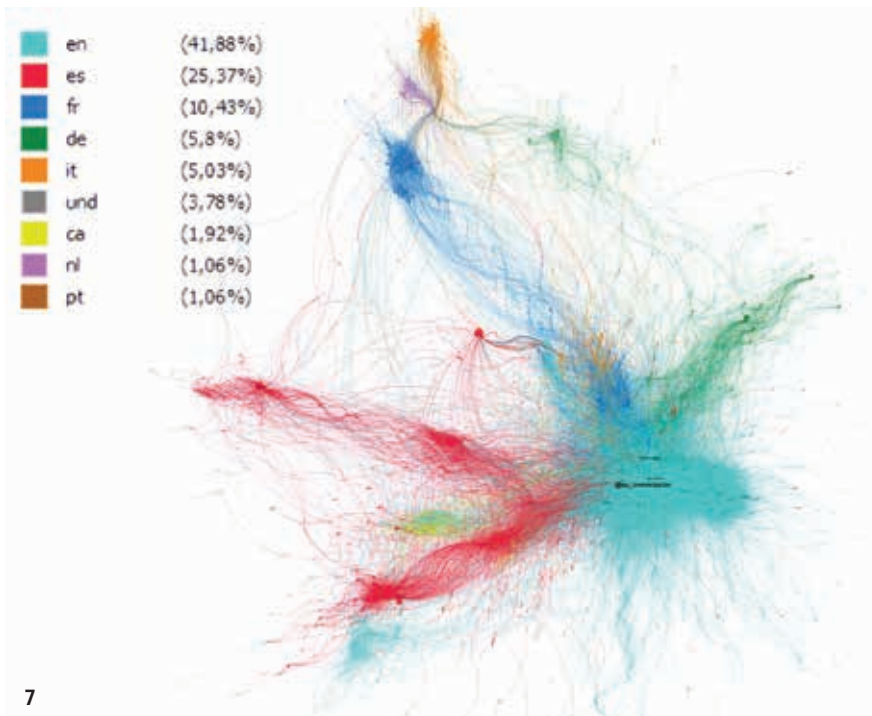 en (41,88%)
es (25,37%)
fr (10,43%)
de (5,8%)
it (5,03%)
und (3,78%)
ca (1,92%)
nl (1,06%)
pt (1,06%)
7